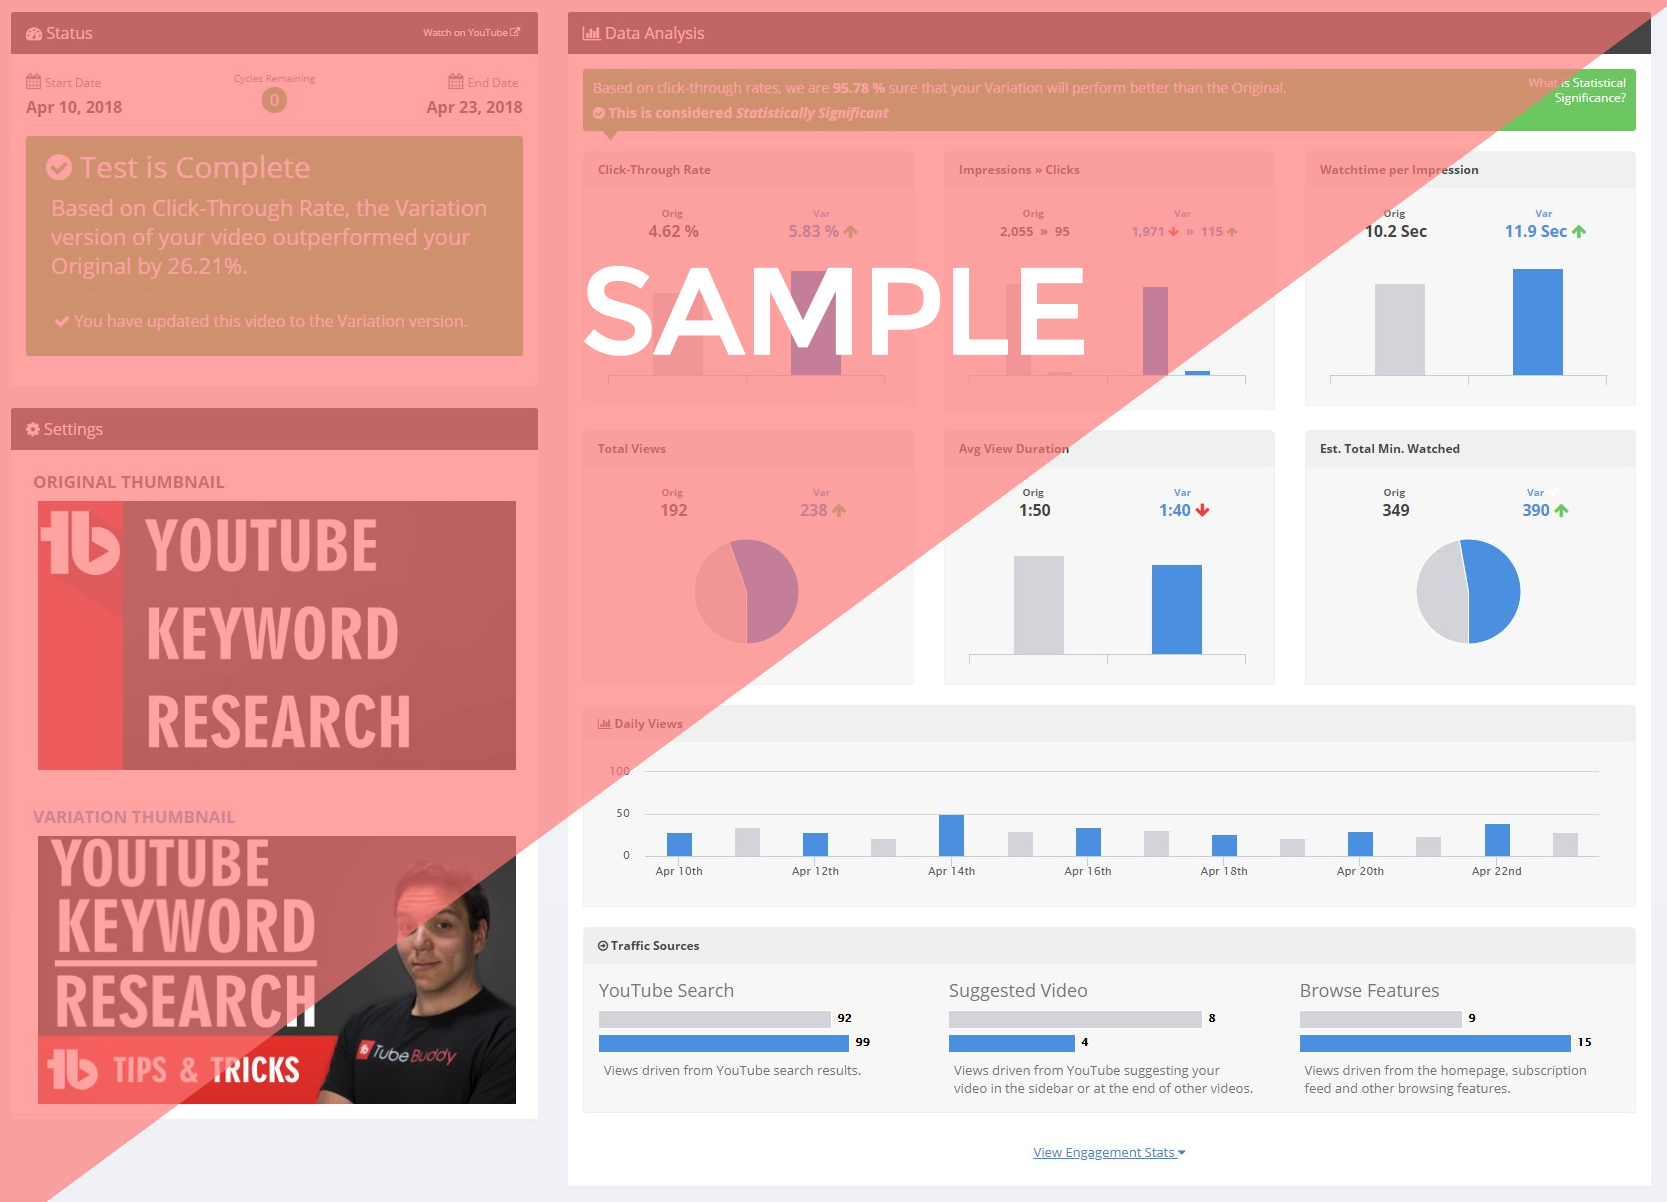 Status
Watch on YouTube
Start Date
Cycles Remaining
End Date
Apr 10, 2018
0
Apr 23, 2018
Test is Complete
Based on Click-Through Rate, the Variation
version of your video outperformed your
Original by 26.21%.
You have updated this video to the Variation version.
Settings
ORIGINAL THUMBNAIL
tb
YOUTUBE
KEYWORD
RESEARCH
VARIATION THUMBNAIL
YOUTUBE
KEYWORD
RESEARCH
tb TIPS & TRICKS
tb TubeBuddy
Data Analysis
Based on click-through rates, we are 95.78 % sure that your Variation will perform better than the Original.
This is considered Statistically Significant
What is Statistical
Significance?
Click-Through Rate
Orig
Var
4.62 %
5.83 %
Impressions » Clicks
Orig
Var
2,055 » 95
1,971 » 115
Watchtime per Impression
Orig
Var
10.2 Sec
11.9 Sec
SAMPLE
Total Views
Orig
Var
192
238
Avg View Duration
Orig
Var
1:50
1:40
Est. Total Min. Watched
Orig
Var
349
390
Daily Views
100
50
0
Apr 10th
Apr 12th
Apr 14th
Apr 16th
Apr 18th
Apr 20th
Apr 22nd
Traffic Sources
YouTube Search
92
99
Views driven from YouTube search results.
Suggested Video
8
4
Views driven from YouTube suggesting your
video in the sidebar or at the end of other videos.
Browse Features
9
15
Views driven from the homepage, subscription
feed and other browsing features.
View Engagement Stats